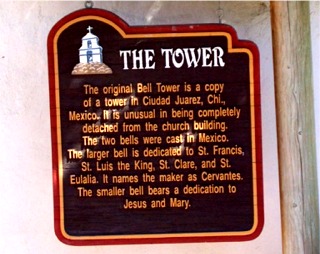 THE TOWER
The original Bell Tower is a copy
of a tower in Ciudad Juarez, Chi.,
Mexico. It is unusual in being completely
detached from the church building.
The two bells were cast in Mexico.
The larger bell is dedicated to St. Francis,
St. Luis the King, St. Clare, and St.
Eulalia. It names the maker as Cervantes.
The smaller bell bears a dedication to
Jesus and Mary.